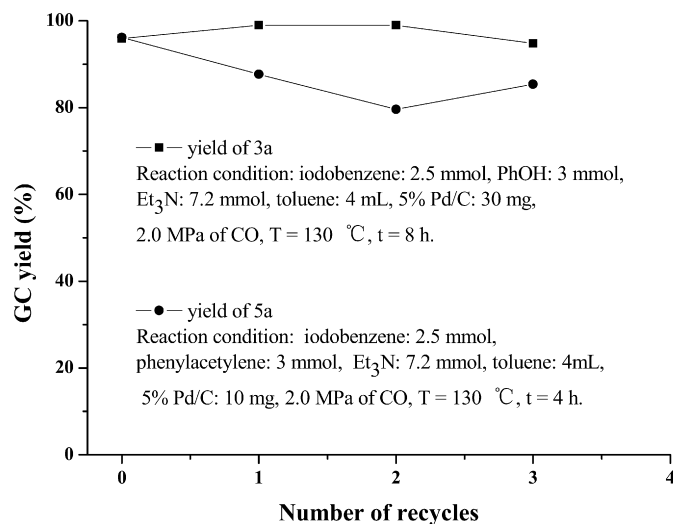 100
80
60
40
20
0
GC yield (%)
—■— yield of 3a
Reaction condition: iodobenzene: 2.5 mmol, PhOH: 3 mmol,
Et3N: 7.2 mmol, toluene: 4 mL, 5% Pd/C: 30 mg,
2.0 MPa of CO, T = 130 ℃, t = 8 h.
—●— yield of 5a
Reaction condition: iodobenzene: 2.5 mmol,
phenylacetylene: 3 mmol, Et3N: 7.2 mmol, toluene: 4mL,
5% Pd/C: 10 mg, 2.0 MPa of CO, T = 130 ℃, t = 4 h.
0 1 2 3 4
Number of recycles